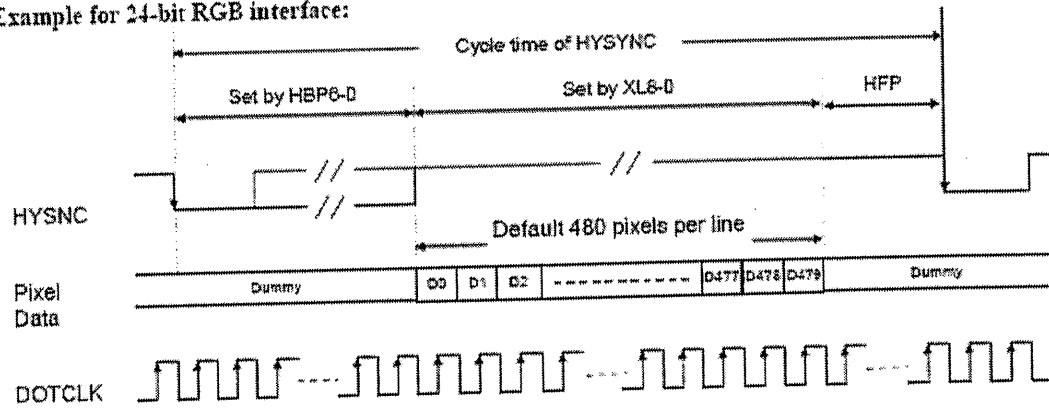 Example for 24-bit RGB interface:
Cycle time of HYSYNC
Set by HBP6-0
Set by XL8-0
HFP
HYSNC
Default 480 pixels per line
Pixel
Data
Dummy
D0
D1
D2
D477
D478
D479
Dummy
DOTCLK